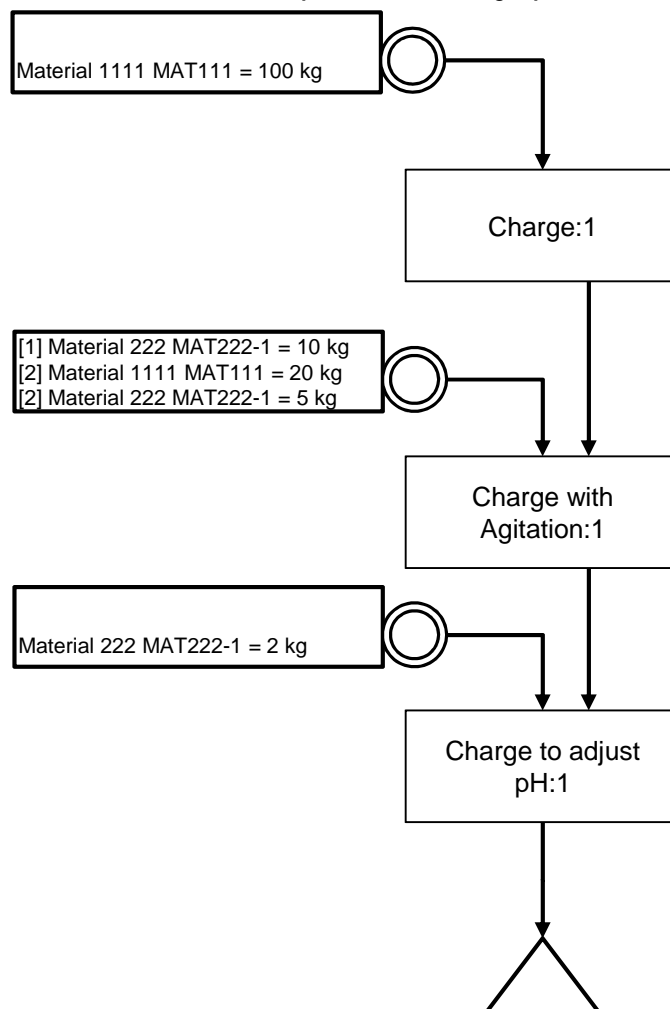 Material 1111 MAT111 = 100 kg
Charge:1
[1] Material 222 MAT222-1 = 10 kg
[2] Material 1111 MAT111 = 20 kg
[2] Material 222 MAT222-1 = 5 kg
Charge with
Agitation:1
Material 222 MAT222-1 = 2 kg
Charge to adjust
pH:1